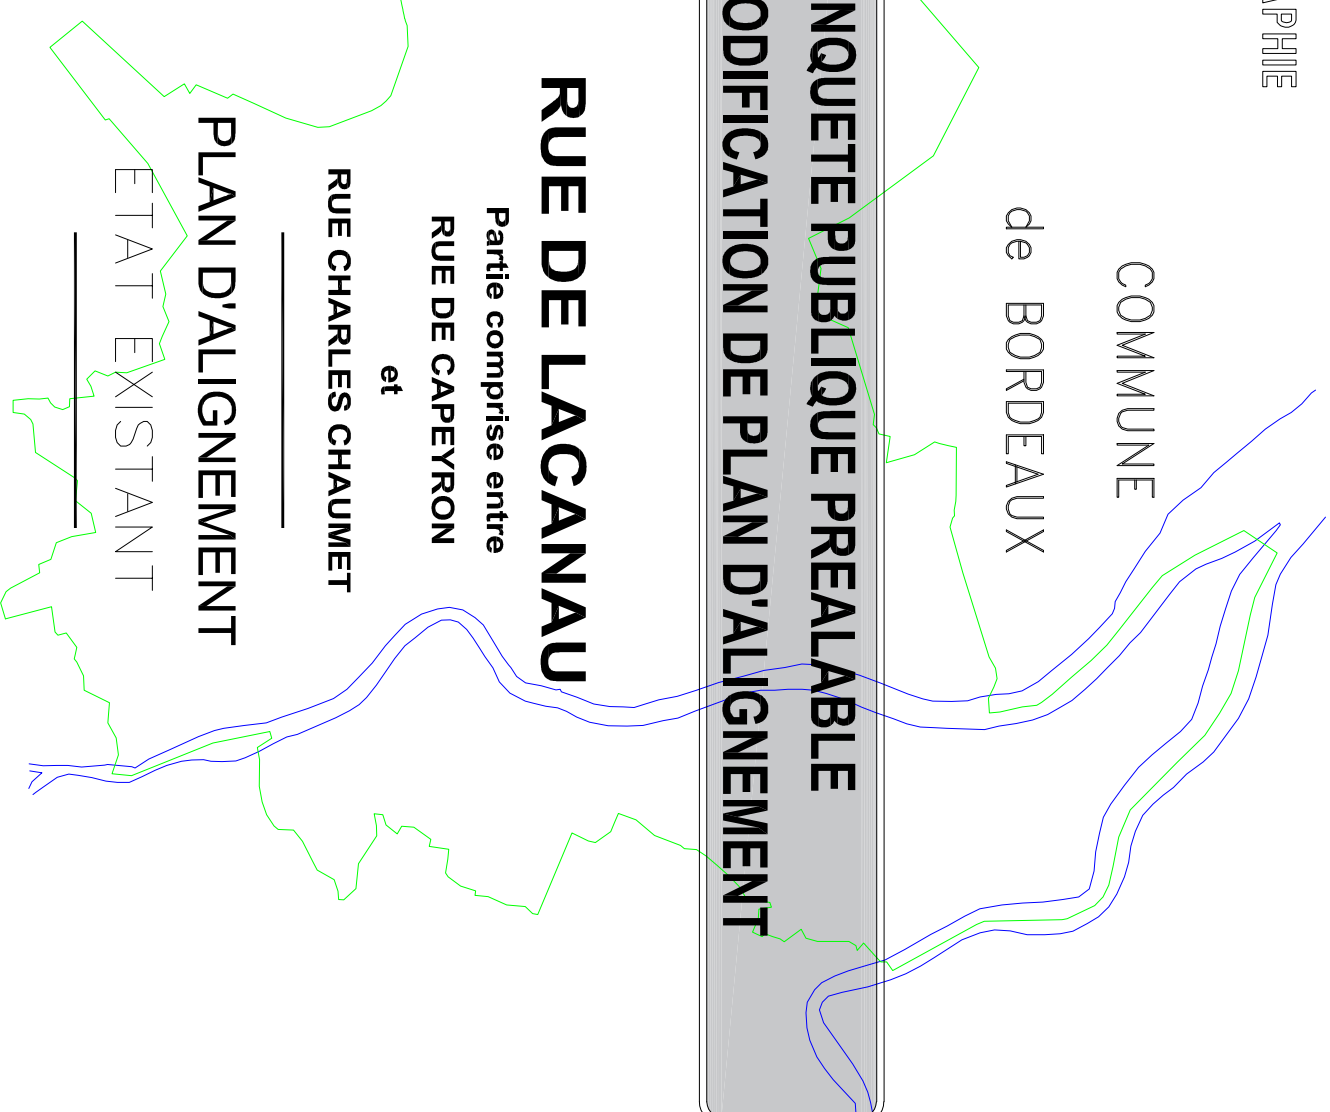 APHIE
COMMUNE
de BORDEAUX
NQUETE PUBLIQUE PREALABLE
ODIFICATION DE PLAN D'ALIGNEMENT
RUE DE LACANAU
Partie comprise entre
RUE DE CAPEYRON
et
RUE CHARLES CHAUMET
PLAN D'ALIGNEMENT
ETAT EXISTANT